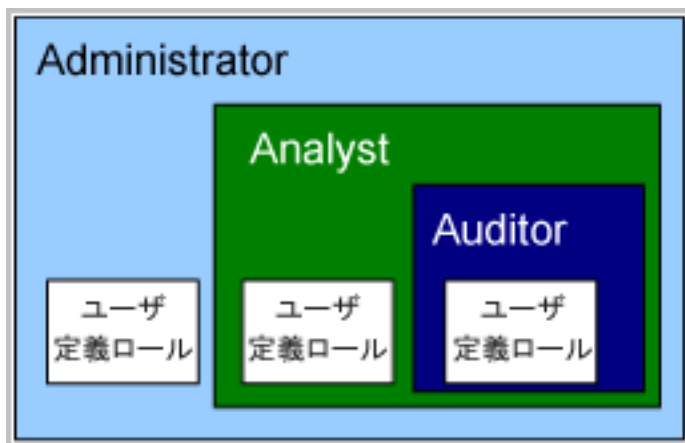 Administrator
Analyst
Auditor
ユーザ
定義ロール
ユーザ
定義ロール
ユーザ
定義ロール